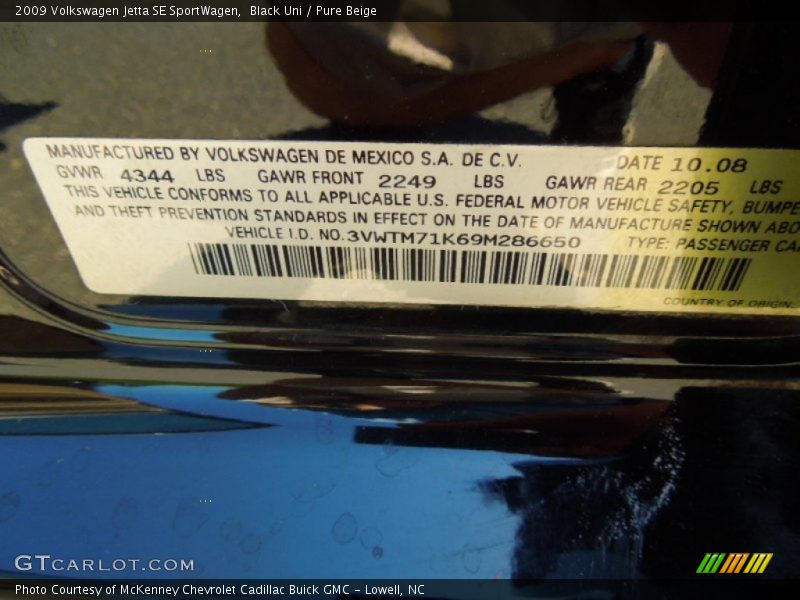 2009 Volkswagen Jetta SE SportWagen,  Black Uni / Pure Beige
MANUFACTURED BY VOLKSWAGEN DE MEXICO S.A. DE C.V. DATE 10.08
GVWR 4344 LBS GAWR FRONT 2249 LBS GAWR REAR 2205 LBS
THIS VEHICLE CONFORMS TO ALL APPLICABLE U.S. FEDERAL MOTOR VEHICLE SAFETY, BUMPE
AND THEFT PREVENTION STANDARDS IN EFFECT ON THE DATE OF MANUFACTURE SHOWN ABO
VEHICLE I.D. NO.3VWTM71K69M286650 TYPE: PASSENGER CA
COUNTRY OF ORIGIN
GTCARLOT.COM
Photo Courtesy of McKenney Chevrolet Cadillac Buick GMC - Lowell, NC